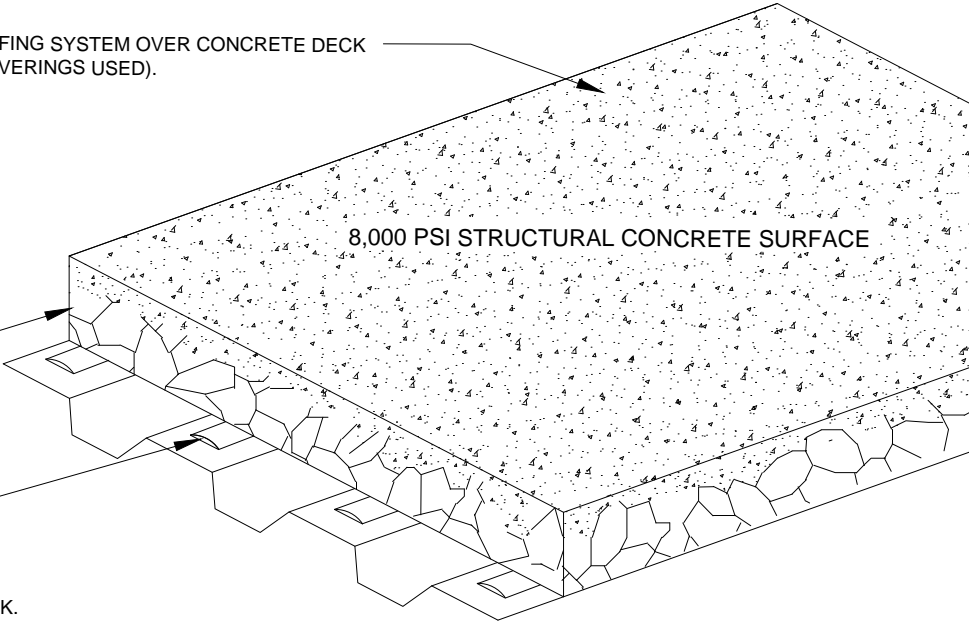 FING SYSTEM OVER CONCRETE DECK
VERINGS USED).
8,000 PSI STRUCTURAL CONCRETE SURFACE
K.